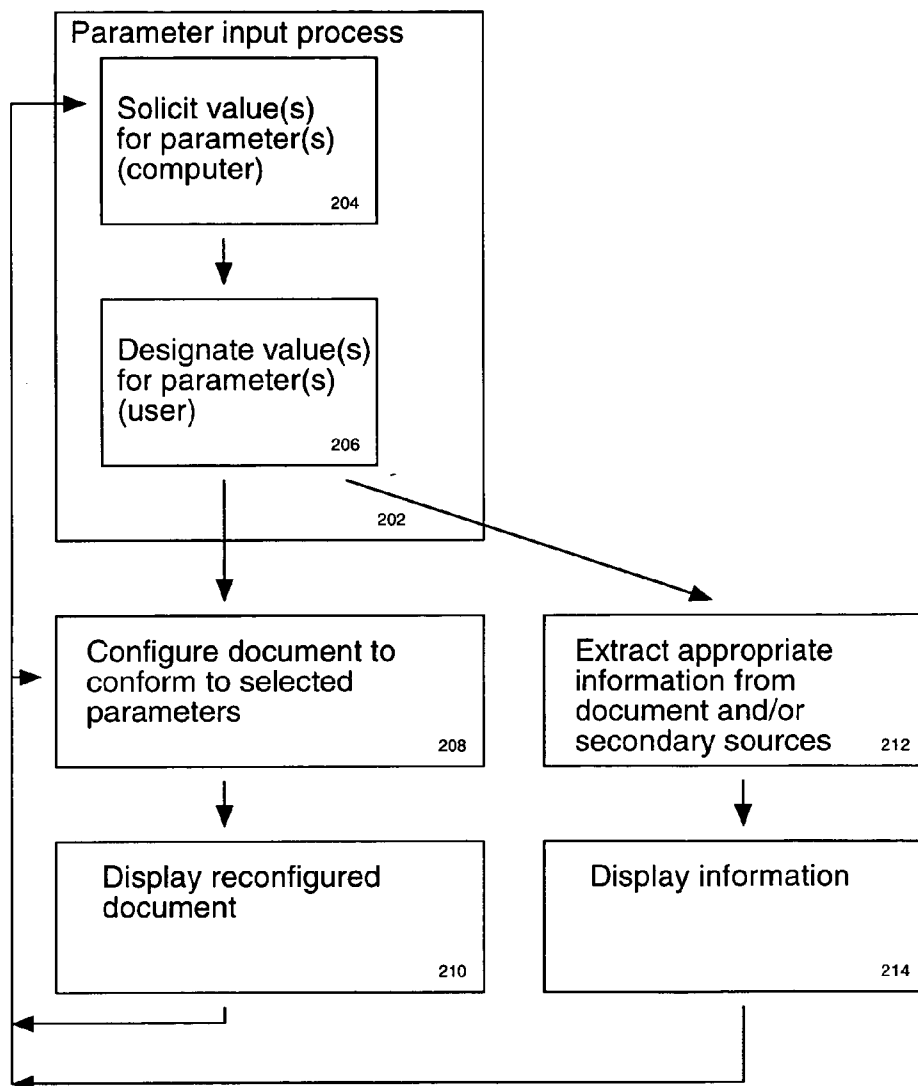 Parameter input process
Solicit value(s)
for parameter(s)
(computer)
204
Designate value(s)
for parameter(s)
(user)
206
202
Configure document to
conform to selected
parameters
208
Extract appropriate
information from
document and/or
secondary sources
212
Display reconfigured
document
210
Display information
214